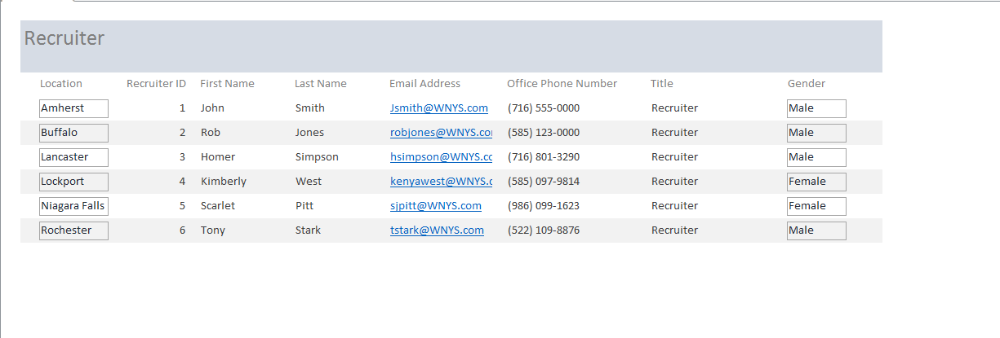 Recruiter
Location Recruiter ID First Name Last Name Email Address Office Phone Number Title Gender
Amherst 1 John Smith Jsmith@WNYS.com (716) 555-0000 Recruiter Male
Buffalo 2 Rob Jones robjones@WNYS.co (585) 123-0000 Recruiter Male
Lancaster 3 Homer Simpson hsimpson@WNYS.cc (716) 801-3290 Recruiter Male
Lockport 4 Kimberly West kenyawest@WNYS.c (585) 097-9814 Recruiter Female
Niagara Falls 5 Scarlet Pitt sjpitt@WNYS.com (986) 099-1623 Recruiter Female
Rochester 6 Tony Stark tstark@WNYS.com (522) 109-8876 Recruiter Male